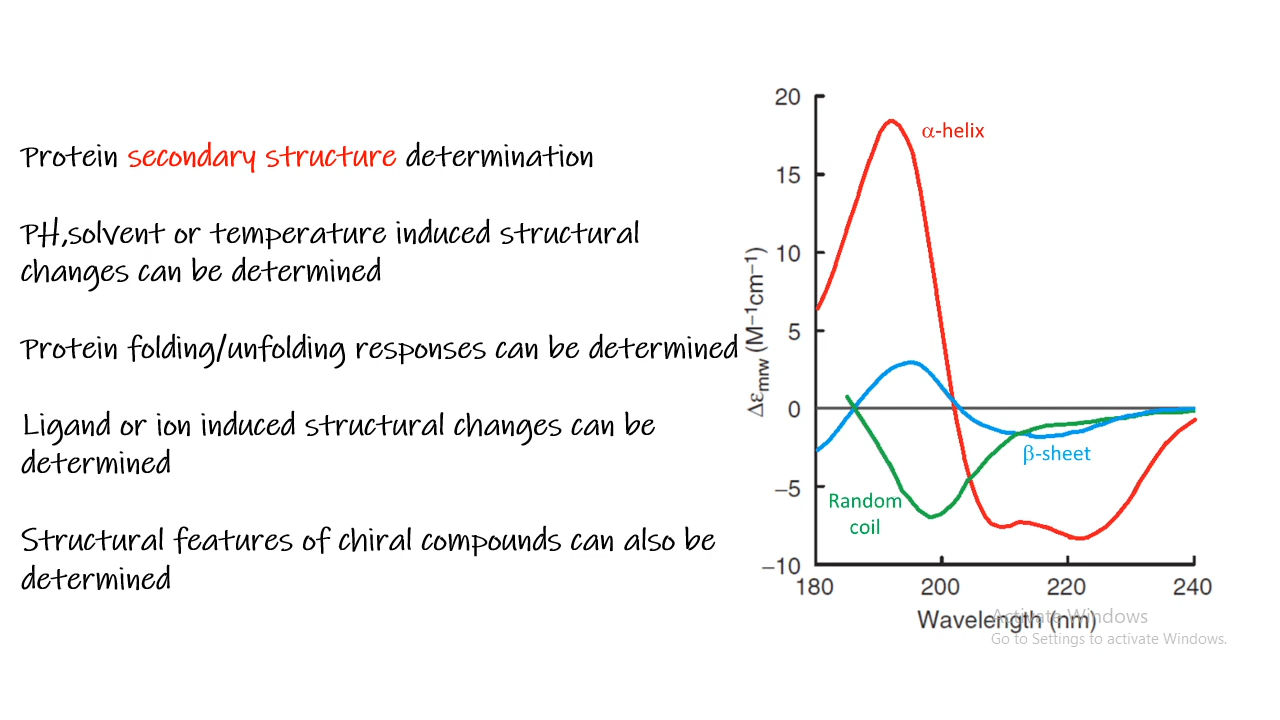 Protein secondary structure determination
PH,solvent or temperature induced structural
changes can be determined
Protein folding/unfolding responses can be determined
Ligand or ion induced structural changes can be
determined
Structural features of chiral compounds can also be
determined
20
15
10
5
0
−5
−10
Δεmrw (M−1cm−1)
α-helix
β-sheet
Random
coil
180 200 220 240
Wavelength (nm)
Activate Windows
Go to Settings to activate Windows.